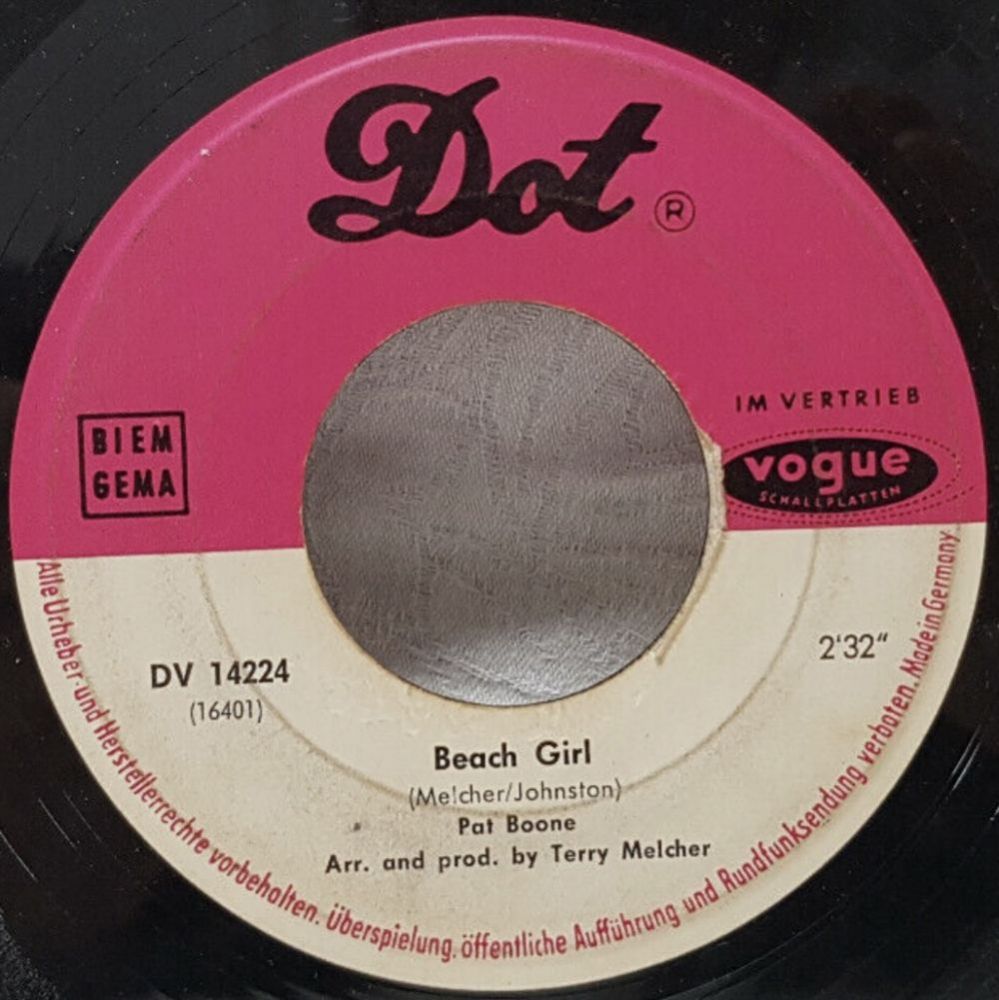 Dot ®
IM VERTRIEB
vogue
SCHALLPLATTEN
BIEM
GEMA
DV 14224
(16401)
2'32"
Beach Girl
(Melcher/Johnston)
Pat Boone
Arr. and prod. by Terry Melcher
Alle Urheber-und Herstellerrechte vorbehalten. Überspielung, öffentliche Aufführung und Rundfunksendung verboten. Made in Germany